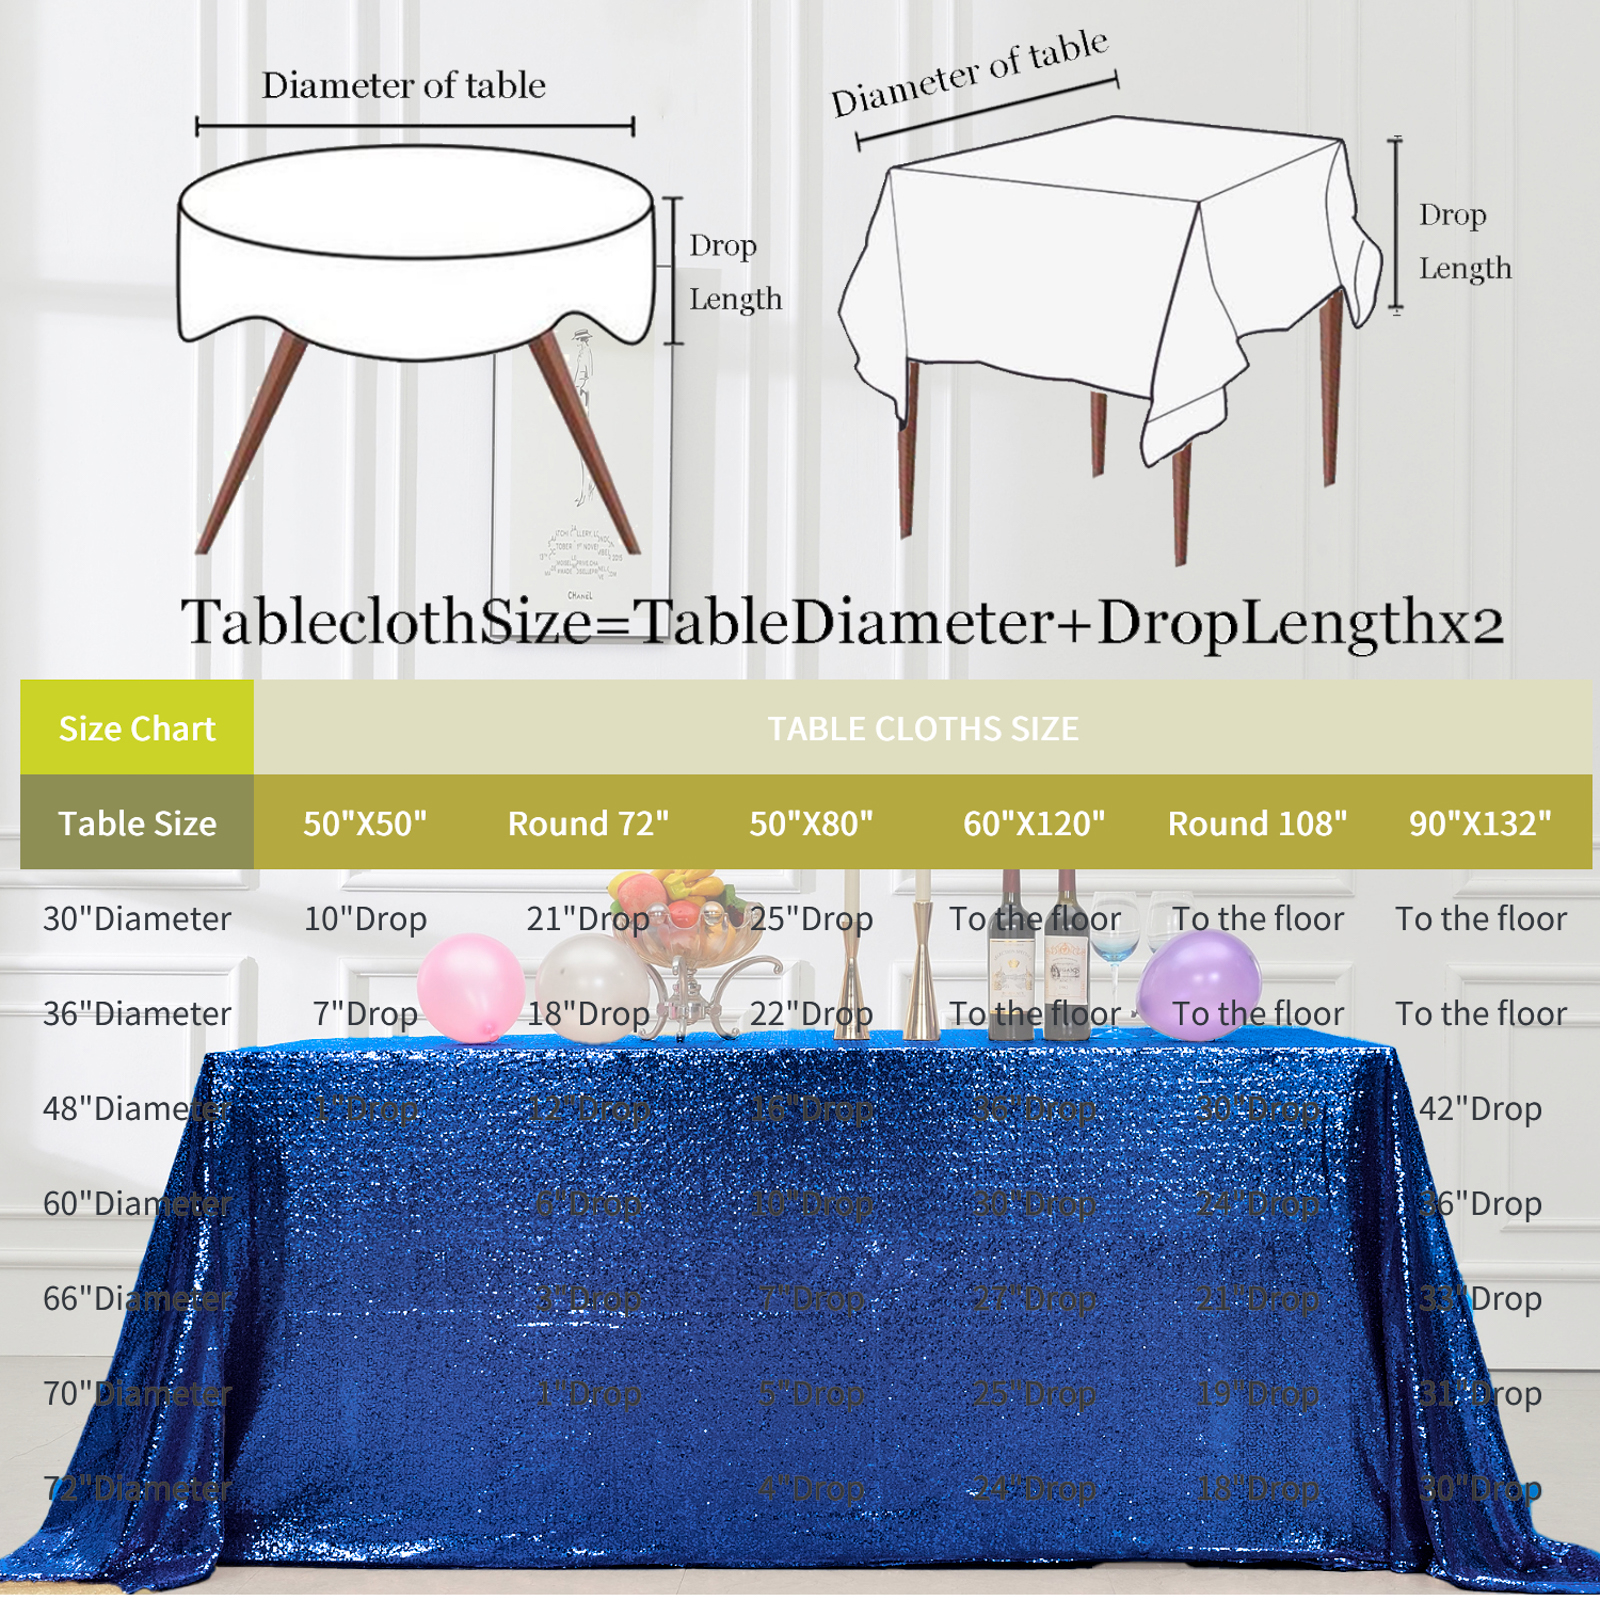 Diameter of table
Diameter of table
Drop
Length
Drop
Length
CHANEL
TableclothSize=TableDiameter+DropLengthx2
Size Chart TABLE CLOTHS SIZE
Table Size 50"X50" Round 72" 50"X80" 60"X120" Round 108" 90"X132"
30"Diameter 10"Drop 21"Drop 25"Drop To the floor To the floor To the floor
36"Diameter 7"Drop 18"Drop 22"Drop To the floor To the floor To the floor
48"Diameter 1"Drop 12"Drop 16"Drop 36"Drop 30"Drop 42"Drop
60"Diameter 6"Drop 10"Drop 30"Drop 24"Drop 36"Drop
66"Diameter 3"Drop 7"Drop 27"Drop 21"Drop 33"Drop
70"Diameter 1"Drop 5"Drop 25"Drop 19"Drop 31"Drop
72"Diameter 4"Drop 24"Drop 18"Drop 30"Drop